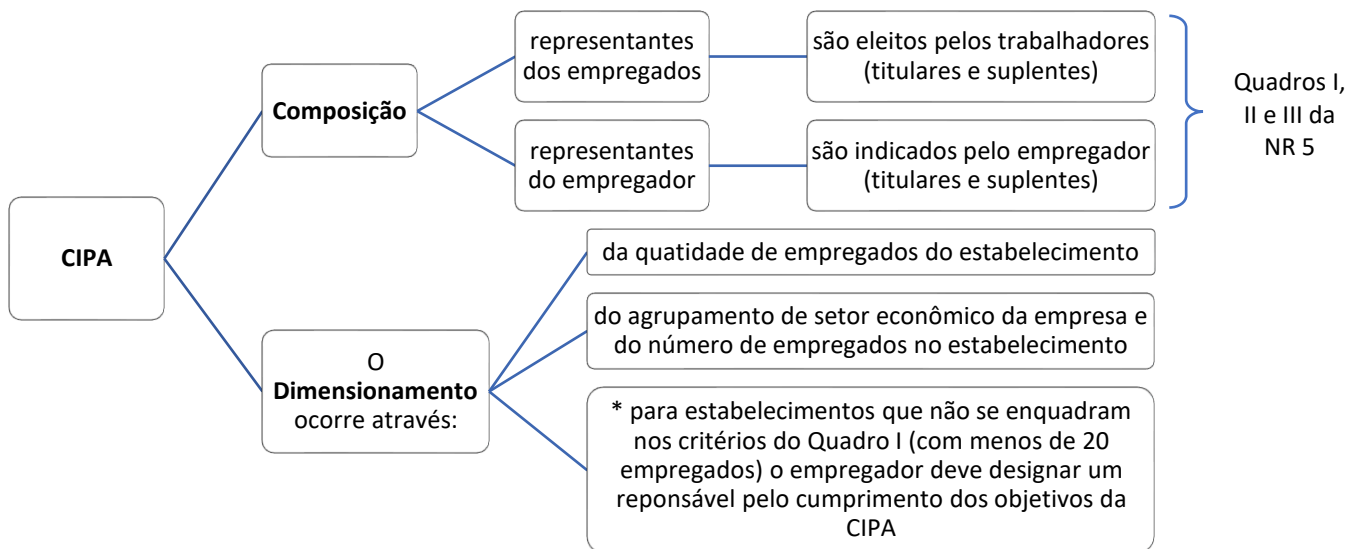 CIPA
Composição
representantes
dos empregados
são eleitos pelos trabalhadores
(titulares e suplentes)
representantes
do empregador
são indicados pelo empregador
(titulares e suplentes)
Quadros I,
II e III da
NR 5
O
Dimensionamento
ocorre através:
da quatidade de empregados do estabelecimento
do agrupamento de setor econômico da empresa e
do número de empregados no estabelecimento
* para estabelecimentos que não se enquadram
nos critérios do Quadro I (com menos de 20
empregados) o empregador deve designar um
reponsável pelo cumprimento dos objetivos da
CIPA